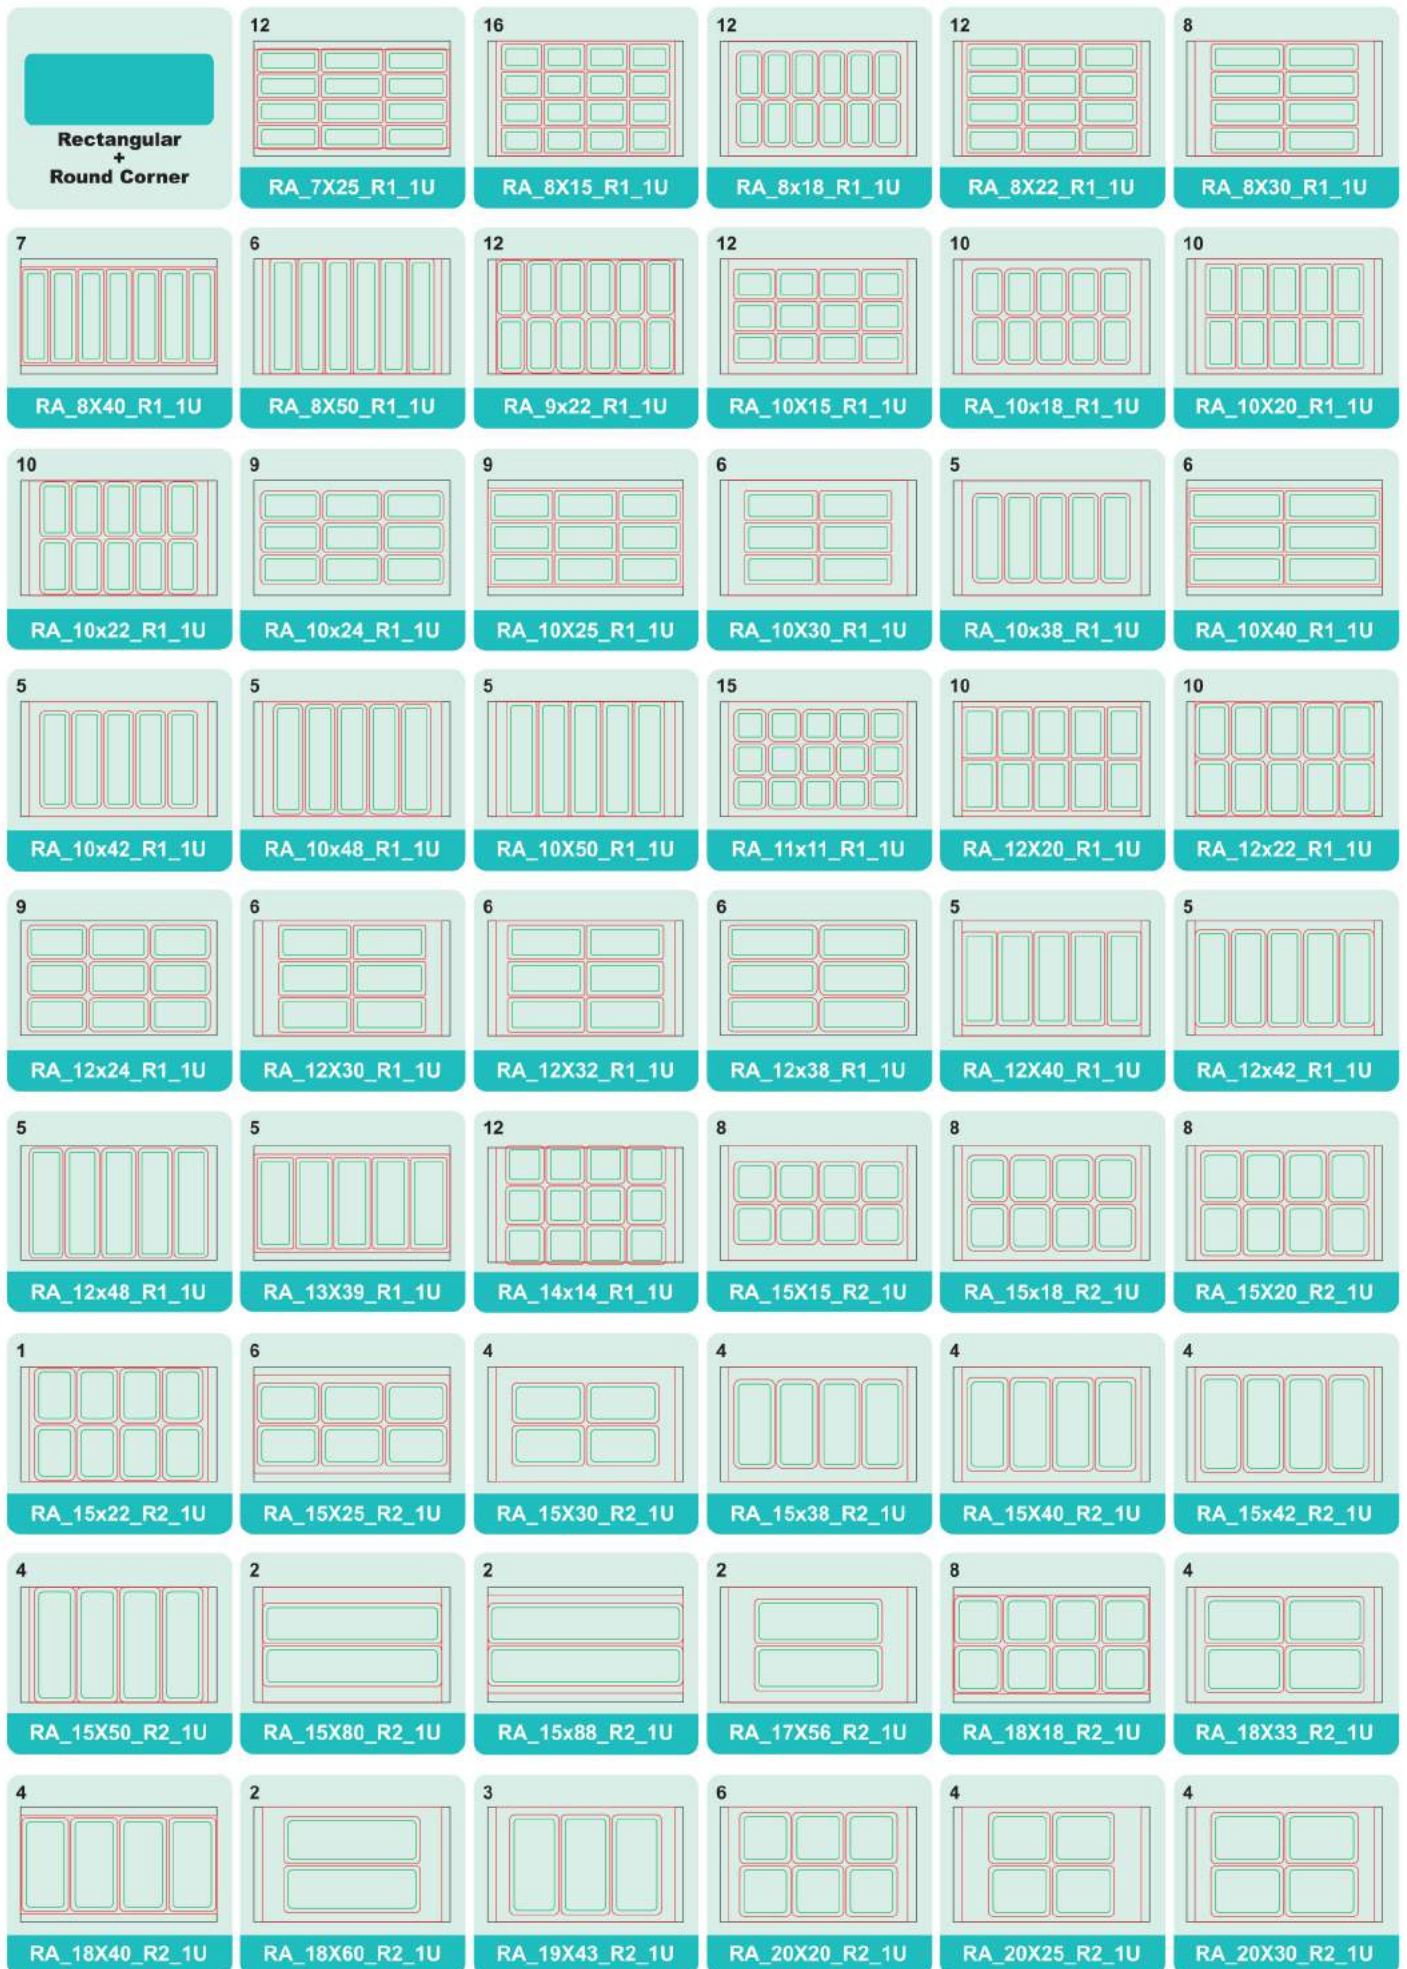 Rectangular
+
Round Corner
12
RA_7X25_R1_1U
16
RA_8X15_R1_1U
12
RA_8x18_R1_1U
12
RA_8X22_R1_1U
8
RA_8X30_R1_1U
7
RA_8X40_R1_1U
6
RA_8X50_R1_1U
12
RA_9x22_R1_1U
12
RA_10X15_R1_1U
10
RA_10x18_R1_1U
10
RA_10X20_R1_1U
10
RA_10x22_R1_1U
9
RA_10x24_R1_1U
9
RA_10X25_R1_1U
6
RA_10X30_R1_1U
5
RA_10x38_R1_1U
6
RA_10X40_R1_1U
5
RA_10x42_R1_1U
5
RA_10x48_R1_1U
5
RA_10X50_R1_1U
15
RA_11x11_R1_1U
10
RA_12X20_R1_1U
10
RA_12x22_R1_1U
9
RA_12x24_R1_1U
6
RA_12X30_R1_1U
6
RA_12X32_R1_1U
6
RA_12x38_R1_1U
5
RA_12X40_R1_1U
5
RA_12x42_R1_1U
5
RA_12x48_R1_1U
5
RA_13X39_R1_1U
12
RA_14x14_R1_1U
8
RA_15X15_R2_1U
8
RA_15x18_R2_1U
8
RA_15X20_R2_1U
1
RA_15x22_R2_1U
6
RA_15X25_R2_1U
4
RA_15X30_R2_1U
4
RA_15x38_R2_1U
4
RA_15X40_R2_1U
4
RA_15x42_R2_1U
4
RA_15X50_R2_1U
2
RA_15X80_R2_1U
2
RA_15x88_R2_1U
2
RA_17X56_R2_1U
8
RA_18X18_R2_1U
4
RA_18X33_R2_1U
4
RA_18X40_R2_1U
2
RA_18X60_R2_1U
3
RA_19X43_R2_1U
6
RA_20X20_R2_1U
4
RA_20X25_R2_1U
4
RA_20X30_R2_1U